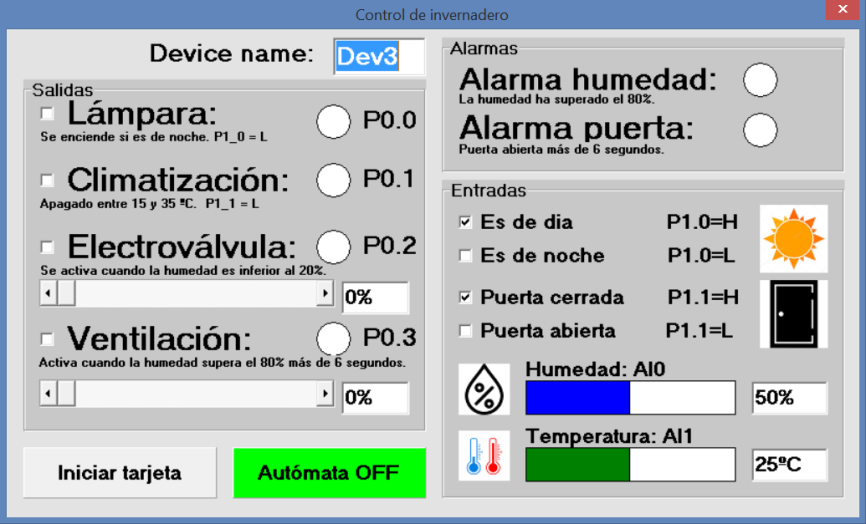 Control de invernadero
Device name: Dev3
Salidas
Lámpara: P0.0
Se enciende si es de noche. P1_0 = L
Climatización: P0.1
Apagado entre 15 y 35 ºC. P1_1 = L
Electroválvula: P0.2
Se activa cuando la humedad es inferior al 20%.
0%
Ventilación: P0.3
Activa cuando la humedad supera el 80% más de 6 segundos.
0%
Iniciar tarjeta
Autómata OFF
Alarmas
Alarma humedad:
La humedad ha superado el 80%.
Alarma puerta:
Puerta abierta más de 6 segundos.
Entradas
Es de dia P1.0=H
Es de noche P1.0=L
Puerta cerrada P1.1=H
Puerta abierta P1.1=L
Humedad: AI0
50%
Temperatura: AI1
25ºC